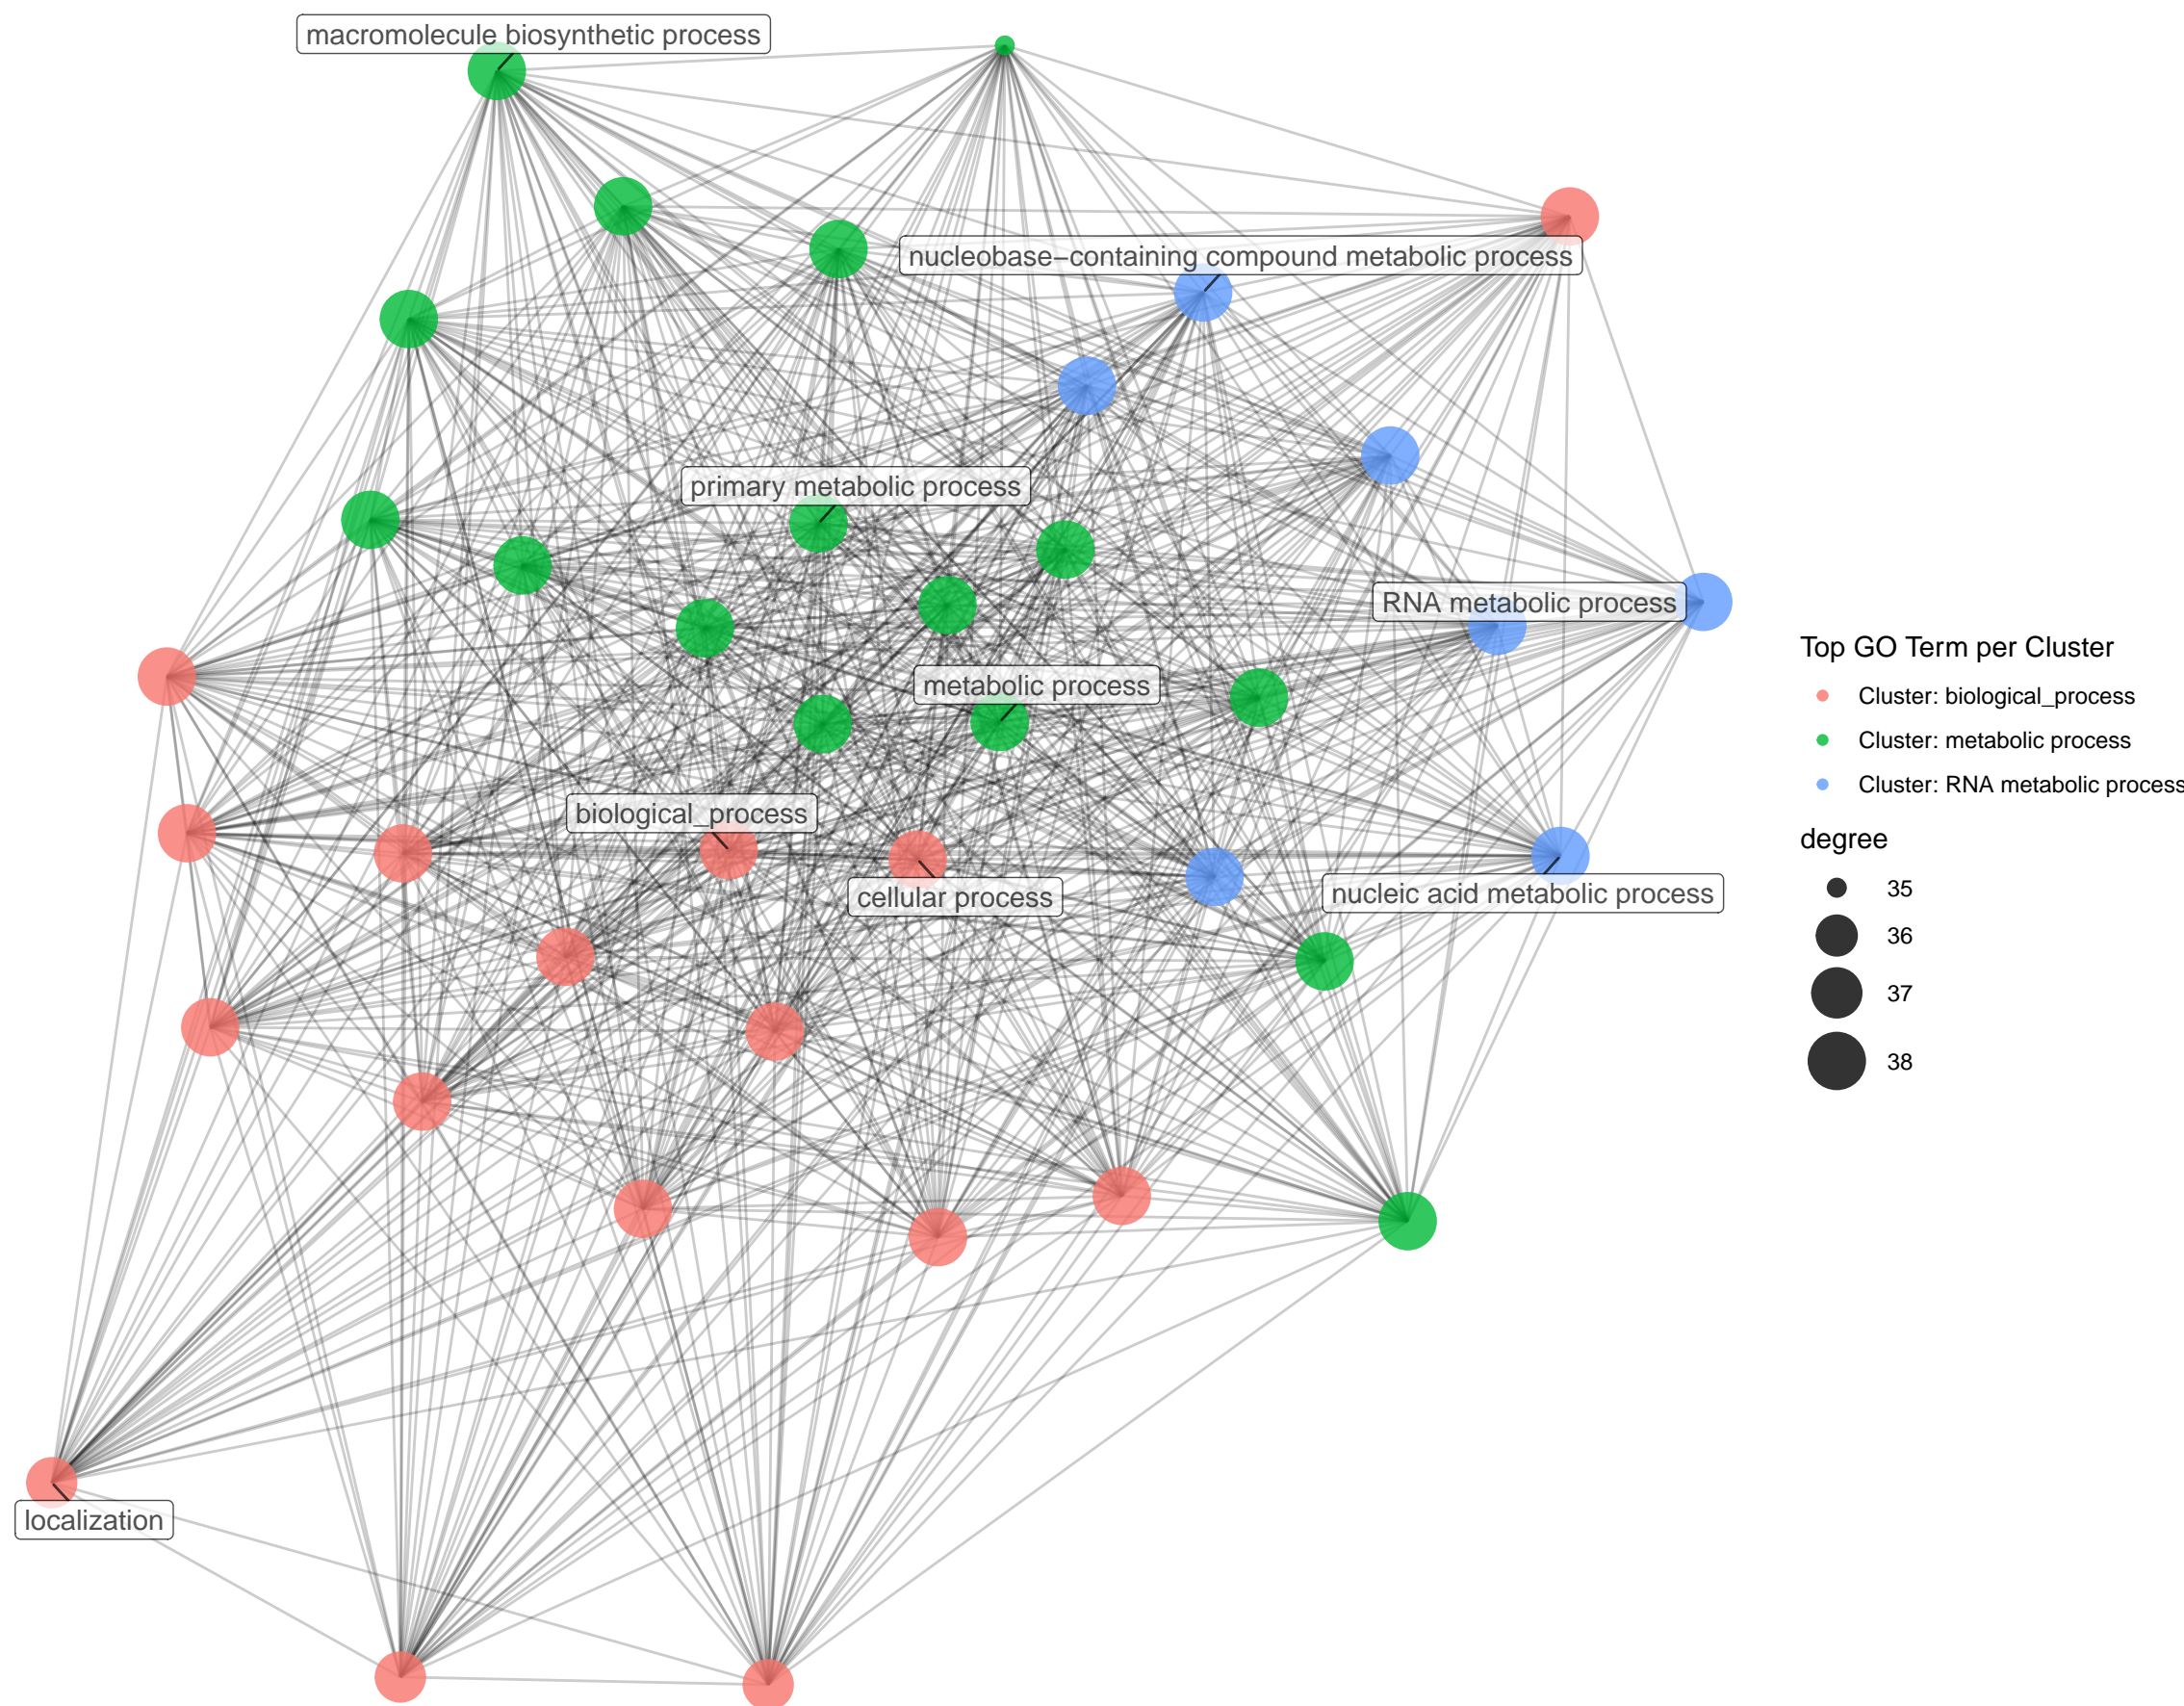 macromolecule biosynthetic process
nucleobase−containing compound metabolic process
primary metabolic process
RNA metabolic process
metabolic process
biological_process
cellular process
nucleic acid metabolic process
localization
Top GO Term per Cluster
Cluster: biological_process
Cluster: metabolic process
Cluster: RNA metabolic process
degree
35
36
37
38